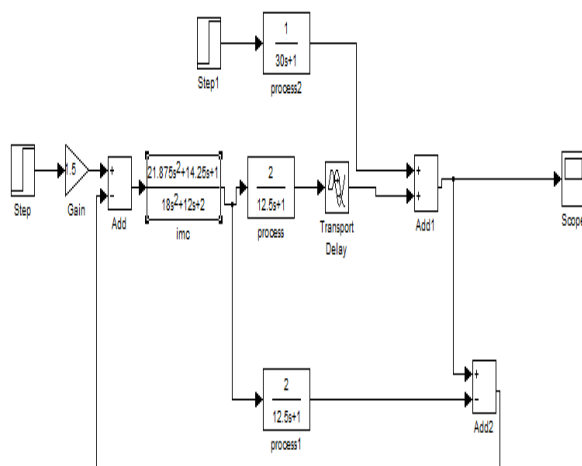 1
30s+1
process2
Step1
+
+
Add1
Scope
Step
1.5
Gain
+
−
Add
21.875s2+14.25s+1
18s2+12s+2
imc
2
12.5s+1
process
Transport
Delay
2
12.5s+1
process1
+
−
Add2